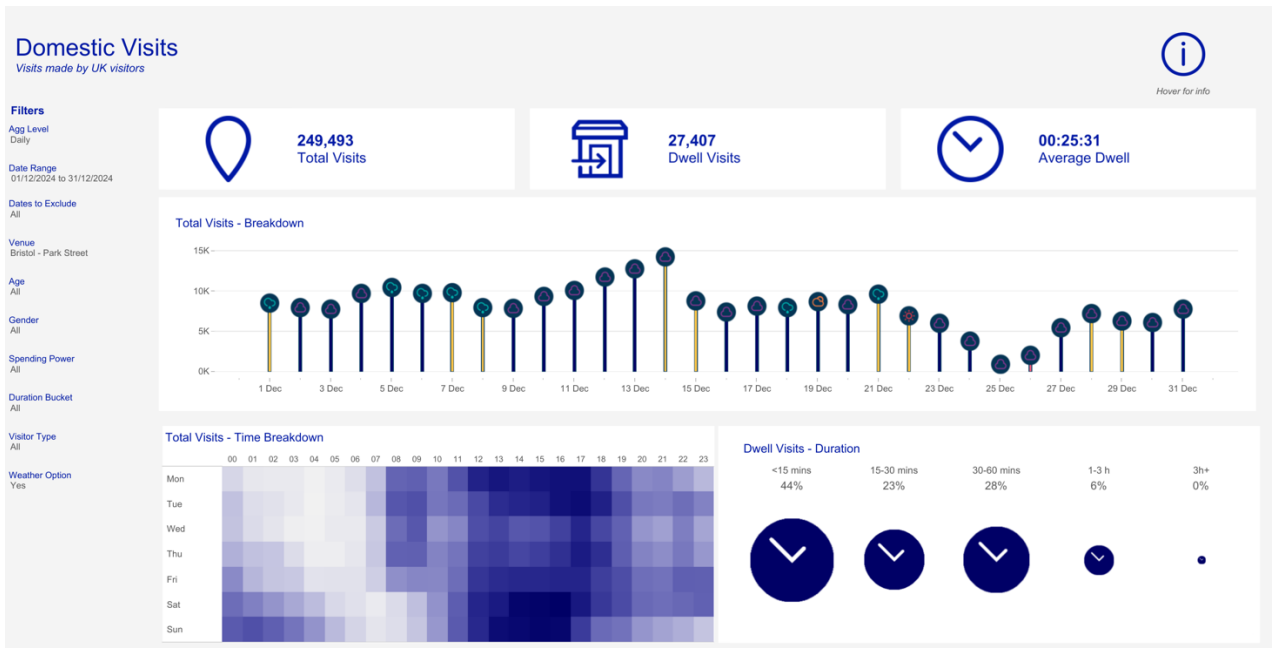 Domestic Visits
Visits made by UK visitors
Hover for info
Filters
Agg Level
Daily
Date Range
01/12/2024 to 31/12/2024
Dates to Exclude
All
Venue
Bristol - Park Street
Age
All
Gender
All
Spending Power
All
Duration Bucket
All
Visitor Type
All
Weather Option
Yes
249,493
Total Visits
27,407
Dwell Visits
00:25:31
Average Dwell
Total Visits - Breakdown
15K
10K
5K
0K
1 Dec 3 Dec 5 Dec 7 Dec 9 Dec 11 Dec 13 Dec 15 Dec 17 Dec 19 Dec 21 Dec 23 Dec 25 Dec 27 Dec 29 Dec 31 Dec
Total Visits - Time Breakdown
00 01 02 03 04 05 06 07 08 09 10 11 12 13 14 15 16 17 18 19 20 21 22 23
Mon
Tue
Wed
Thu
Fri
Sat
Sun
Dwell Visits - Duration
<15 mins 15-30 mins 30-60 mins 1-3 h 3h+
44% 23% 28% 6% 0%